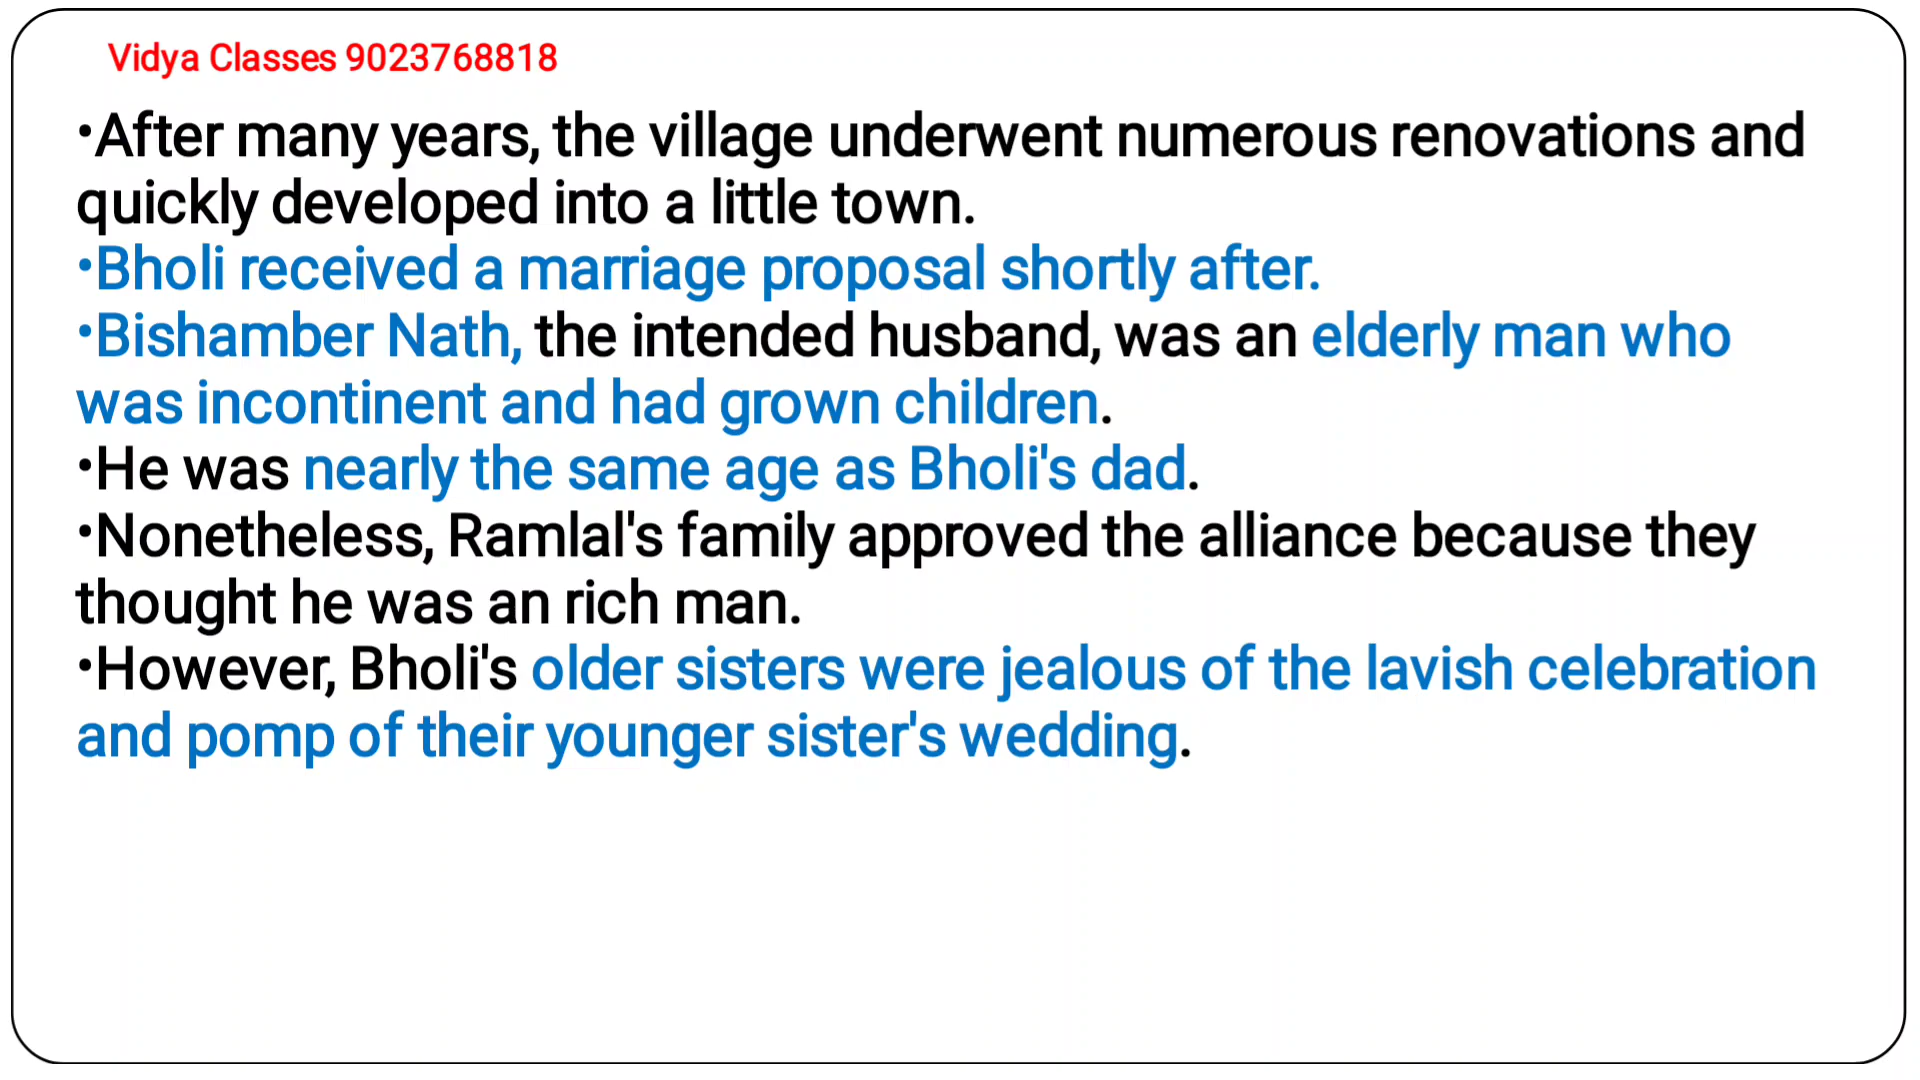 Vidya Classes 9023768818
•After many years, the village underwent numerous renovations and
quickly developed into a little town.
•Bholi received a marriage proposal shortly after.
•Bishamber Nath, the intended husband, was an elderly man who
was incontinent and had grown children.
•He was nearly the same age as Bholi's dad.
•Nonetheless, Ramlal's family approved the alliance because they
thought he was an rich man.
•However, Bholi's older sisters were jealous of the lavish celebration
and pomp of their younger sister's wedding.